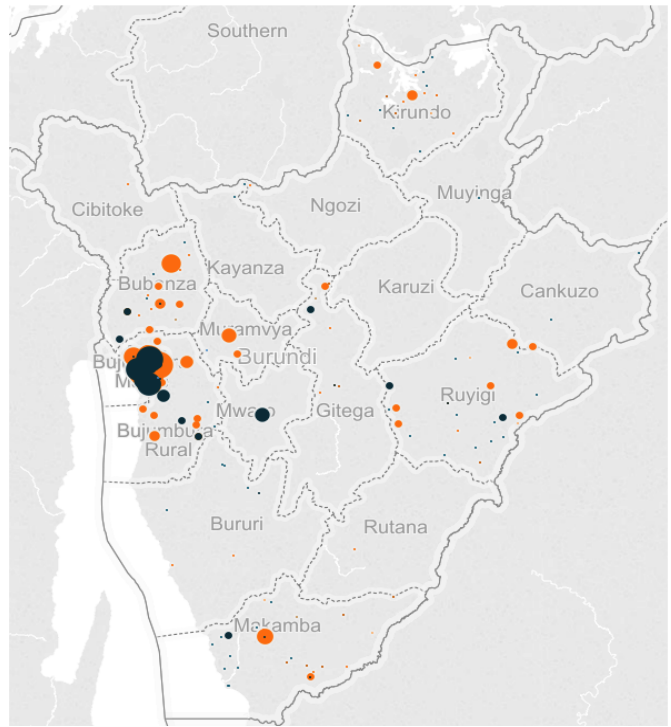 Southern
Kirundo
Cibitoke
Ngozi
Muyinga
Kayanza
Bubanza
Karuzi
Cankuzo
Muramvya
Burundi
Ruyigi
Mwaro
Gitega
Bujumbura
Rural
Bururi
Rutana
Makamba